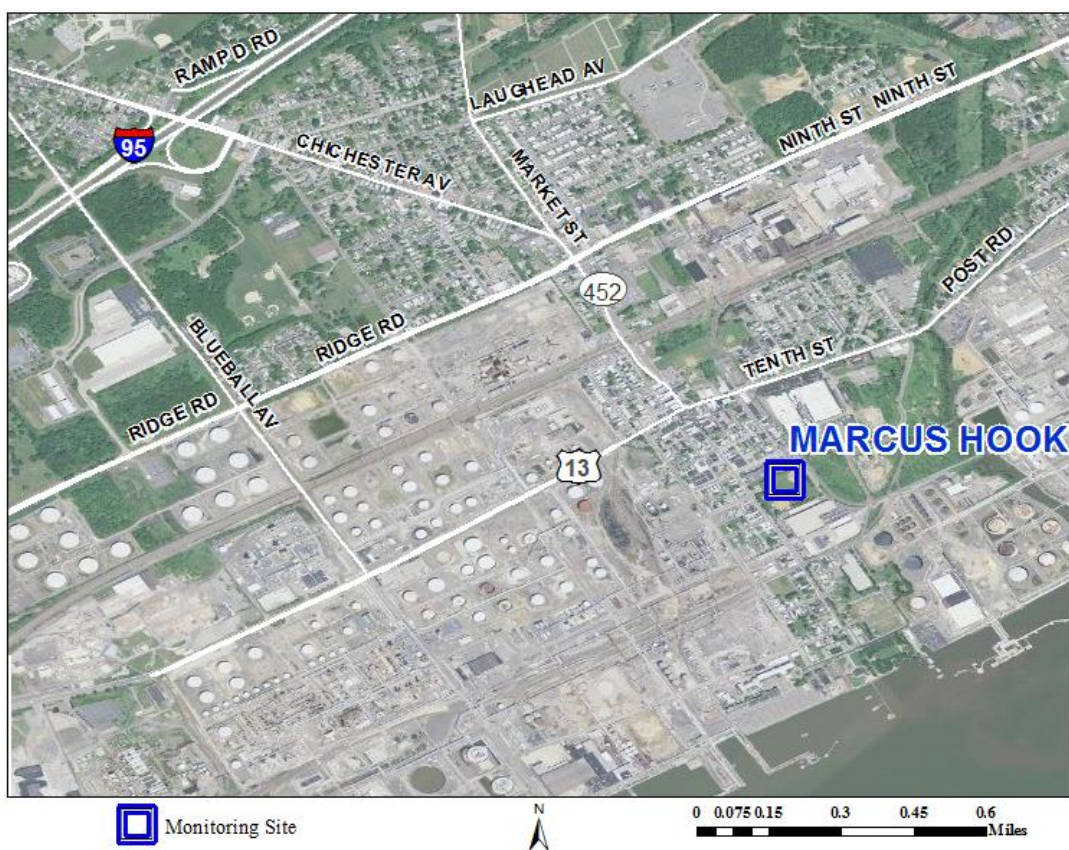 RAMP D RD
LAUGHEAD AV
NINTH ST NINTH ST
95
CHICHESTER AV
MARKET ST
POST RD
452
RIDGE RD
BLUEBALL AV
TENTH ST
RIDGE RD
MARCUS HOOK
13
Monitoring Site
N
0 0.075 0.15 0.3 0.45 0.6
Miles